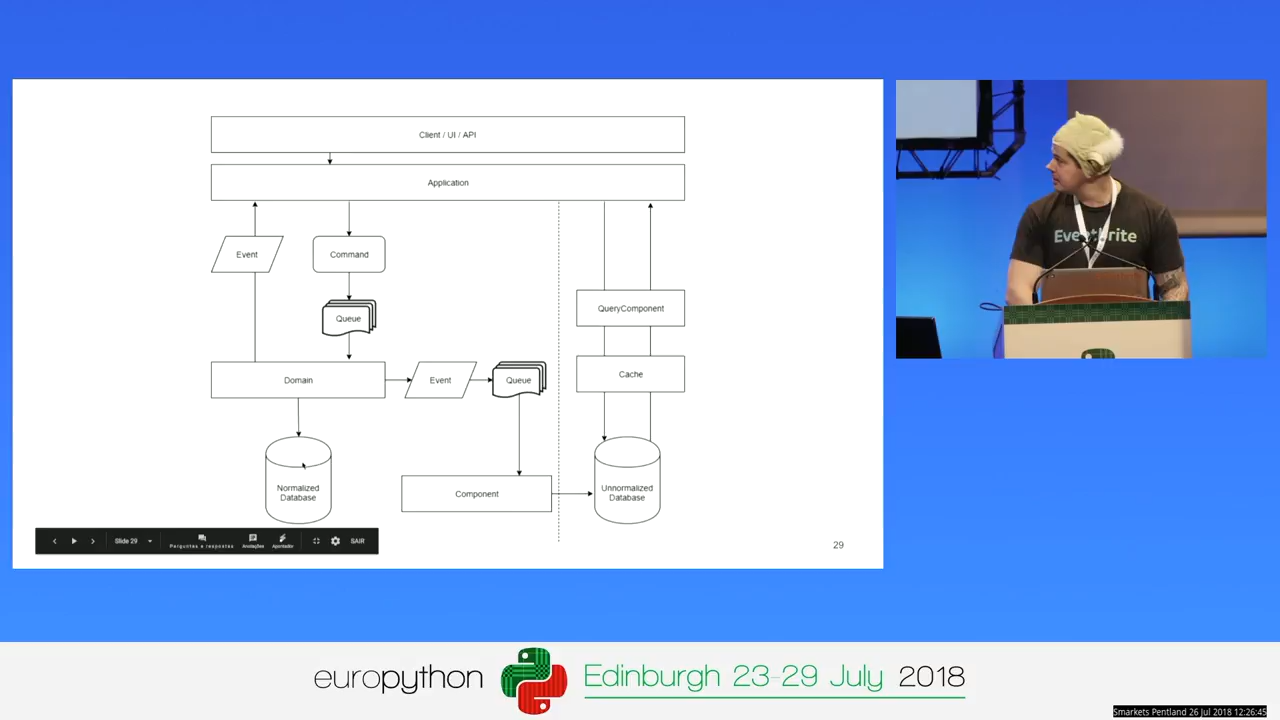 Client / UI / API
Application
Event
Command
Queue
QueryComponent
Cache
Domain
Event
Queue
Normalized
Database
Component
Unnormalized
Database
Slide 29
Perguntas e respostas
Anotações
Apontador
SAIR
29
Eventbrite
europython
Edinburgh 23-29 July 2018
Smarkets Pentland 26 Jul 2018 12:26:45